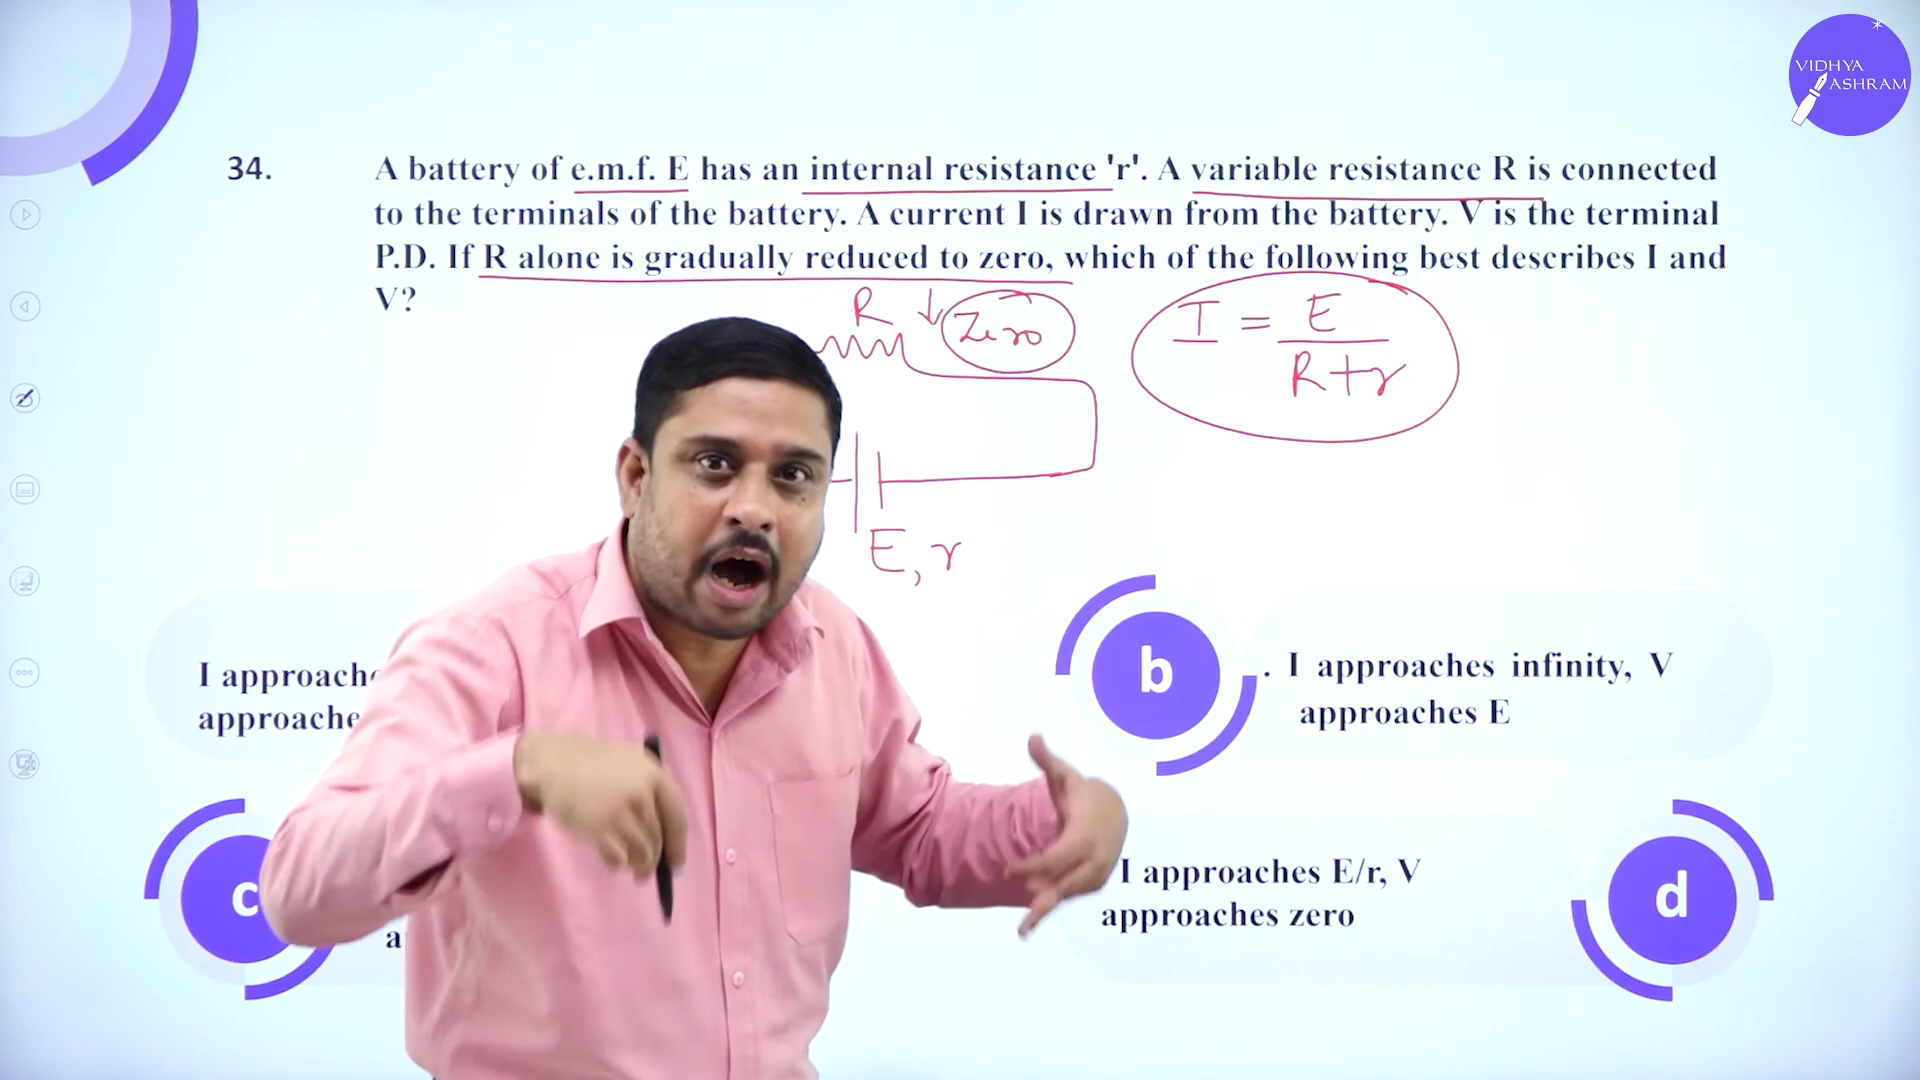 VIDHYA
ASHRAM
34. A battery of e.m.f. E has an internal resistance 'r'. A variable resistance R is connected
to the terminals of the battery. A current I is drawn from the battery. V is the terminal
P.D. If R alone is gradually reduced to zero, which of the following best describes I and
V?
R ↓ Zero
I = E
R+r
E, r
I
b . I approaches infinity, V
approaches E
c
I approaches E/r, V
approaches zero
d